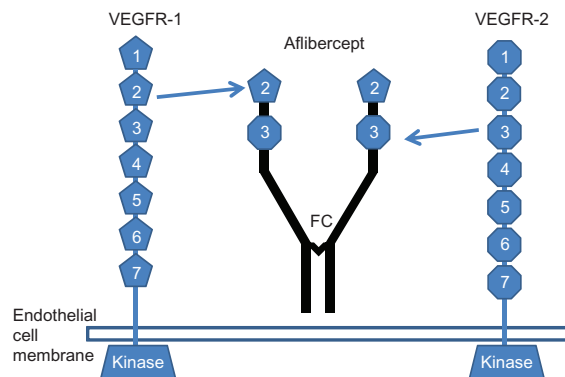 VEGFR-1
Aflibercept
VEGFR-2
1
2
3
4
5
6
7
2
3
2
3
FC
1
2
3
4
5
6
7
Endothelial
cell
membrane
Kinase
Kinase